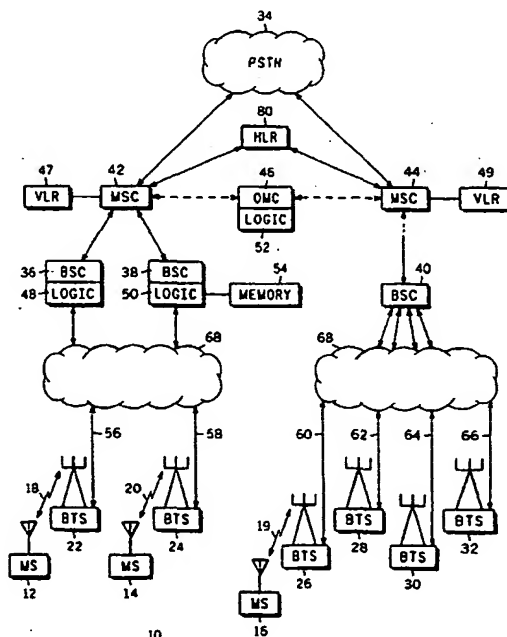 34
PSTN
80
HLR
47 42 46 44 49
VLR MSC OMC MSC VLR
LOGIC
52
36 BSC 38 BSC 54 40
48 LOGIC 50 LOGIC MEMORY BSC
68 68
56 58 60 62 64 66
18 20 19
BTS BTS BTS BTS BTS BTS
22 24 26 28 30 32
MS MS MS
12 14 16
10